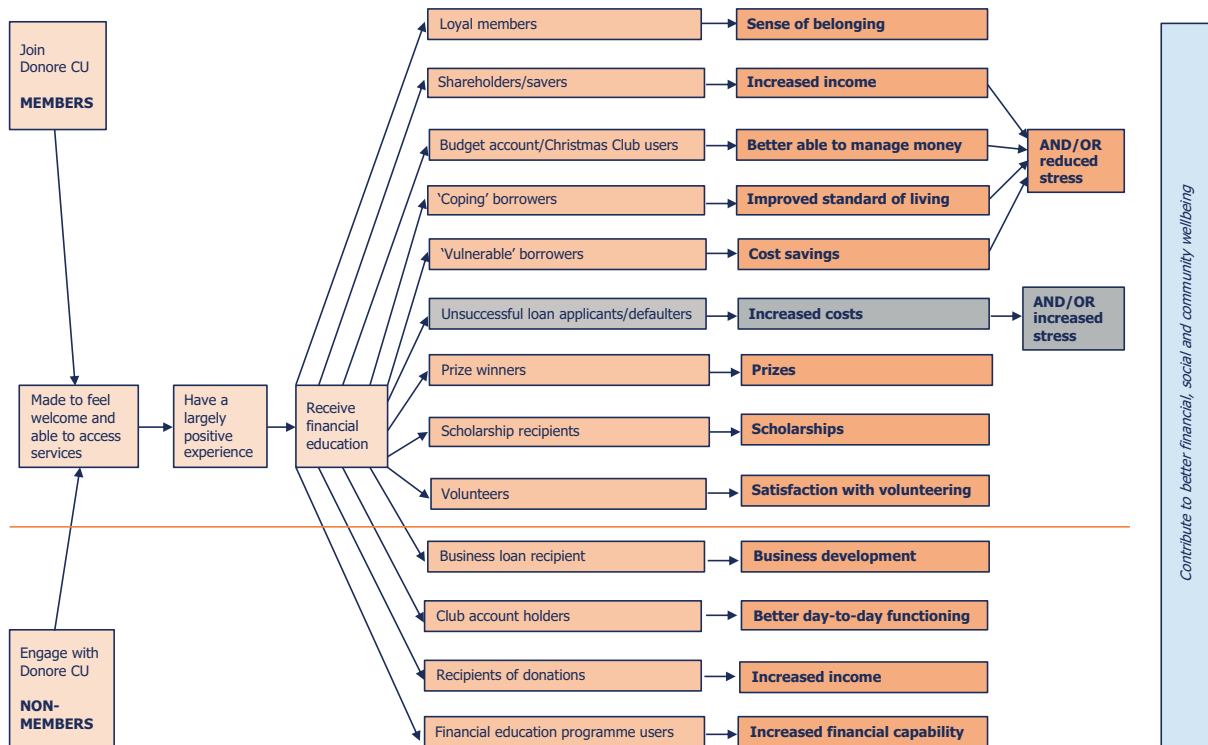 Join
Donore CU
MEMBERS
Made to feel
welcome and
able to access
services
Engage with
Donore CU
NON-
MEMBERS
Have a
largely
positive
experience
Receive
financial
education
Loyal members
Sense of belonging
Shareholders/savers
Increased income
Budget account/Christmas Club users
Better able to manage money
‘Coping’ borrowers
Improved standard of living
‘Vulnerable’ borrowers
Cost savings
AND/OR
reduced
stress
Unsuccessful loan applicants/defaulters
Increased costs
AND/OR
increased
stress
Prize winners
Prizes
Scholarship recipients
Scholarships
Volunteers
Satisfaction with volunteering
Business loan recipient
Business development
Club account holders
Better day-to-day functioning
Recipients of donations
Increased income
Financial education programme users
Increased financial capability
Contribute to better financial, social and community wellbeing